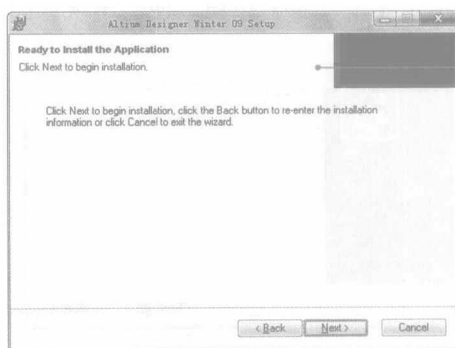 Altium Designer Winter 09 Setup
Ready to Install the Application
Click Next to begin installation.
Click Next to begin installation, click the Back button to re-enter the installation
information or click Cancel to exit the wizard.
< Back
Next >
Cancel